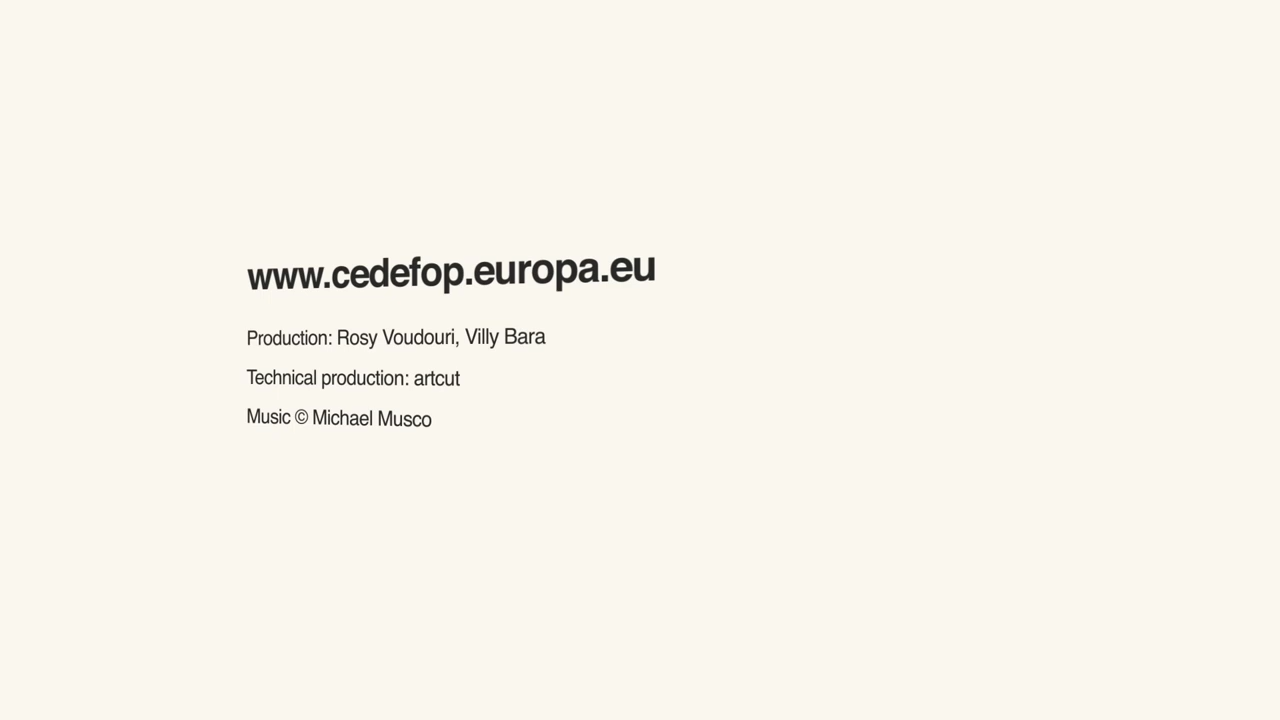 www.cedefop.europa.eu
Production: Rosy Voudouri, Villy Bara
Technical production: artcut
Music © Michael Musco